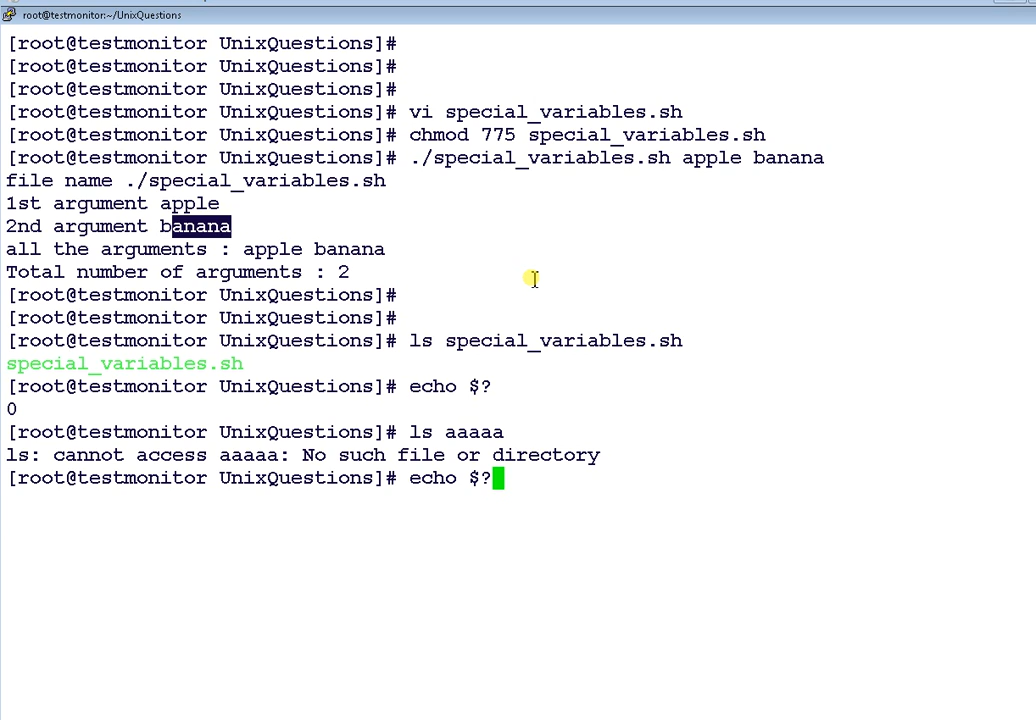 root@testmonitor:~/UnixQuestions
[root@testmonitor UnixQuestions]#
[root@testmonitor UnixQuestions]#
[root@testmonitor UnixQuestions]#
[root@testmonitor UnixQuestions]# vi special_variables.sh
[root@testmonitor UnixQuestions]# chmod 775 special_variables.sh
[root@testmonitor UnixQuestions]# ./special_variables.sh apple banana
file name ./special_variables.sh
1st argument apple
2nd argument banana
all the arguments : apple banana
Total number of arguments : 2
[root@testmonitor UnixQuestions]#
[root@testmonitor UnixQuestions]#
[root@testmonitor UnixQuestions]# ls special_variables.sh
special_variables.sh
[root@testmonitor UnixQuestions]# echo $?
0
[root@testmonitor UnixQuestions]# ls aaaaa
ls: cannot access aaaaa: No such file or directory
[root@testmonitor UnixQuestions]# echo $?